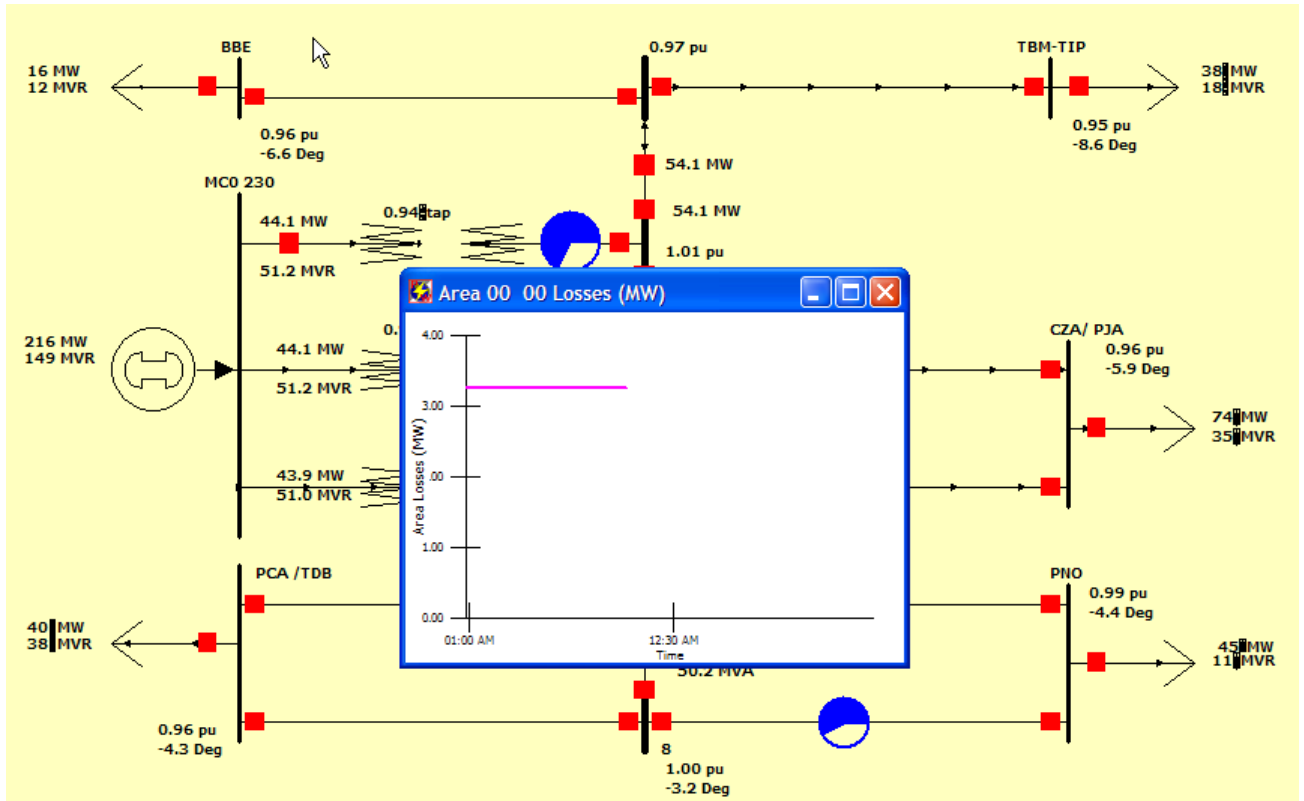 BBE
0.97 pu
TBM-TIP
16 MW
12 MVR
38 MW
18 MVR
0.96 pu
-6.6 Deg
0.95 pu
-8.6 Deg
54.1 MW
MC0 230
0.94 tap
54.1 MW
44.1 MW
51.2 MVR
1.01 pu
Area 00 00 Losses (MW)
216 MW
149 MVR
44.1 MW
51.2 MVR
CZA/ PJA
0.96 pu
-5.9 Deg
74 MW
35 MVR
43.9 MW
51.0 MVR
4.00
3.00
.00
1.00
0.00
Area Losses (MW)
01:00 AM
12:30 AM
Time
PCA /TDB
PNO
0.99 pu
-4.4 Deg
40 MW
38 MVR
45 MW
11 MVR
50.2 MVA
0.96 pu
-4.3 Deg
8
1.00 pu
-3.2 Deg